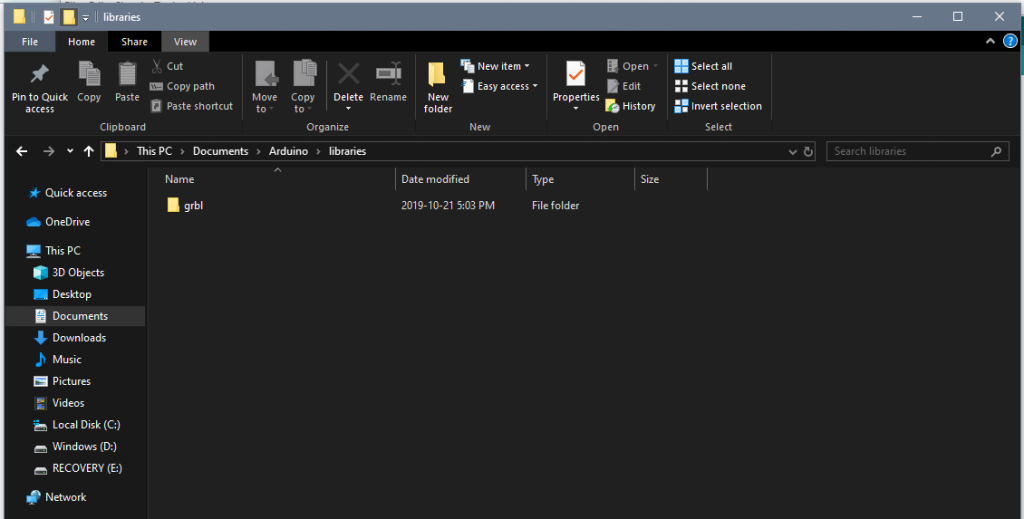 libraries
File Home Share View
Pin to Quick access
Copy
Paste
Cut
Copy path
Paste shortcut
Clipboard
Move to
Copy to
Delete
Rename
Organize
New folder
New item
Easy access
New
Properties
Open
Edit
History
Open
Select all
Select none
Invert selection
Select
This PC > Documents > Arduino > libraries
Search libraries
Name Date modified Type Size
grbl 2019-10-21 5:03 PM File folder
Quick access
OneDrive
This PC
3D Objects
Desktop
Documents
Downloads
Music
Pictures
Videos
Local Disk (C:)
Windows (D:)
RECOVERY (E:)
Network